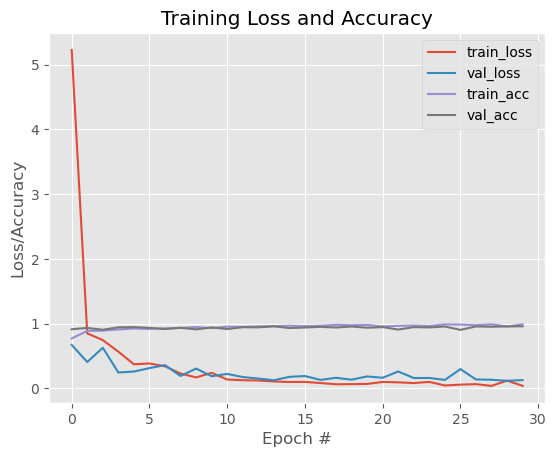 Training Loss and Accuracy
train_loss
val_loss
train_acc
val_acc
Loss/Accuracy
5
4
3
2
1
0
0 5 10 15 20 25 30
Epoch #